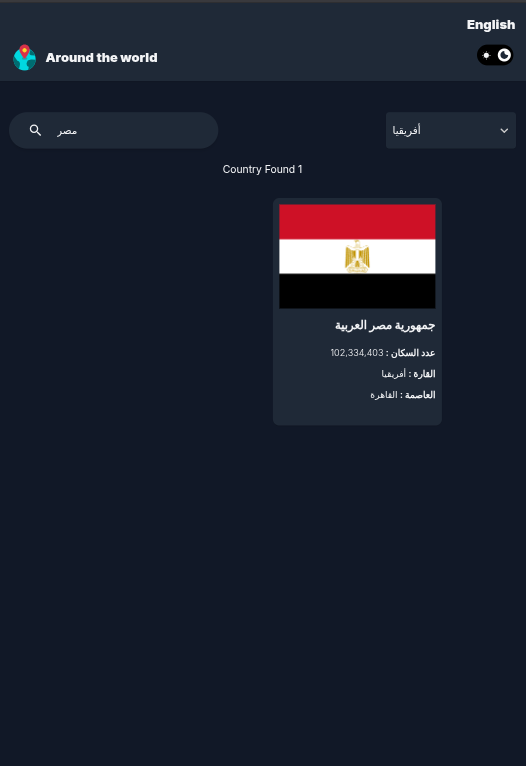 English
Around the world
مصر
أفريقيا
Country Found 1
جمهورية مصر العربية
عدد السكان : 102,334,403
القارة : أفريقيا
العاصمة : القاهرة